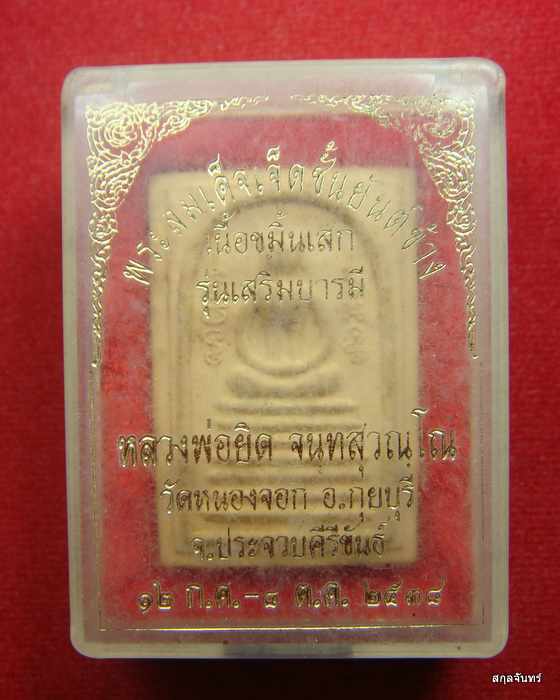 พระสมเด็จเจ็ดชั้นยันต์ข้าง
เนื้อขมิ้นเสก
รุ่นเสริมบารมี
หลวงพ่อยิด จนฺทสุวณฺโณ
วัดหนองจอก อ.กุยบุรี
จ.ประจวบคีรีขันธ์
๑๒ ก.ค.-๘ ต.ค. ๒๕๓๘
สกุลจันทร์